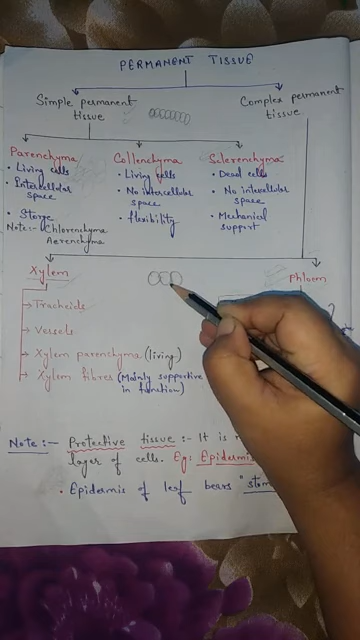 PERMANENT TISSUE
Simple permanent
tissue
Complex permanent
tissue
Parenchyma
• Living cells
• Intercellular
space
• Storge
Note:- Chlorenchyma
Aerenchyma
Collenchyma
• Living cells
• No intercellular
space
• flexibility
Sclerenchyma
• Dead cells
• No intercellular
space
• Mechanical
support
Xylem
→ Tracheids
→ Vessels
→ Xylem parenchyma (living)
→ Xylem fibres (Mainly supportive
in function)
Phloem
Note :- Protective tissue :- It is
layer of cells. Eg: Epidermis
• Epidermis of leaf bears "stom